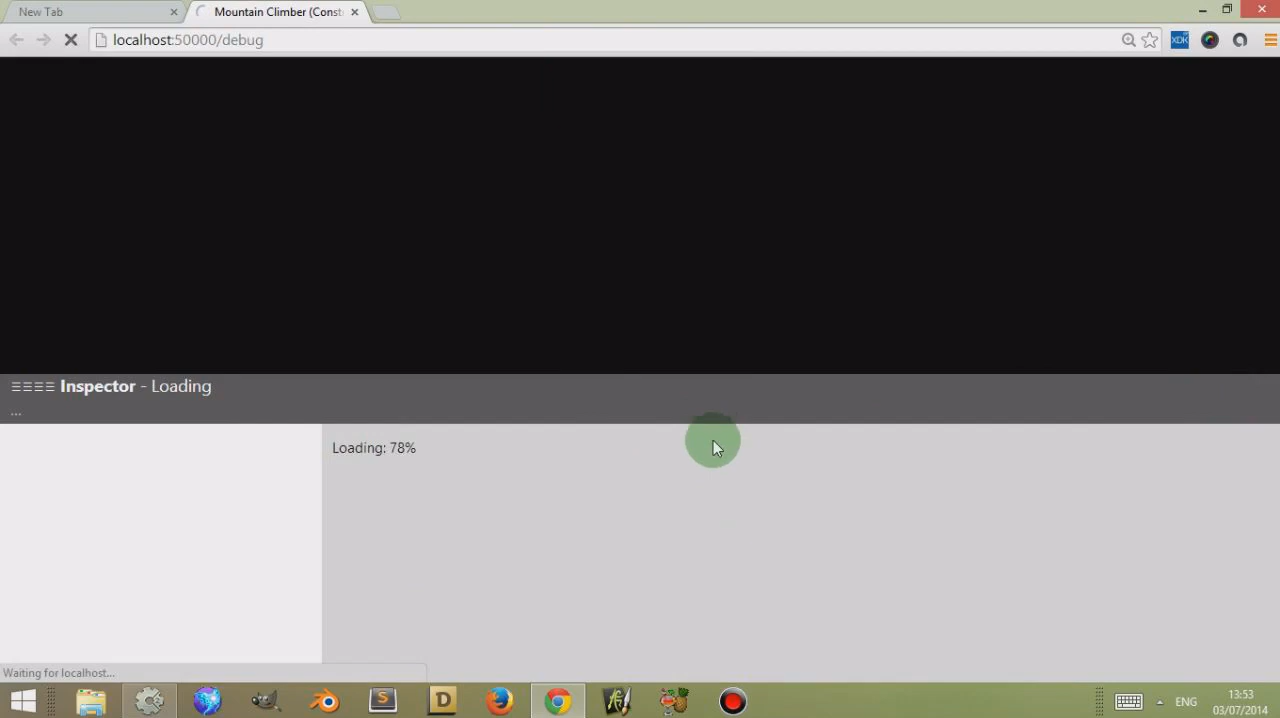 New Tab
Mountain Climber (Const
localhost:50000/debug
XDK
Inspector - Loading
...
Loading: 78%
Waiting for localhost...
S
D
ENG
13:53
03/07/2014